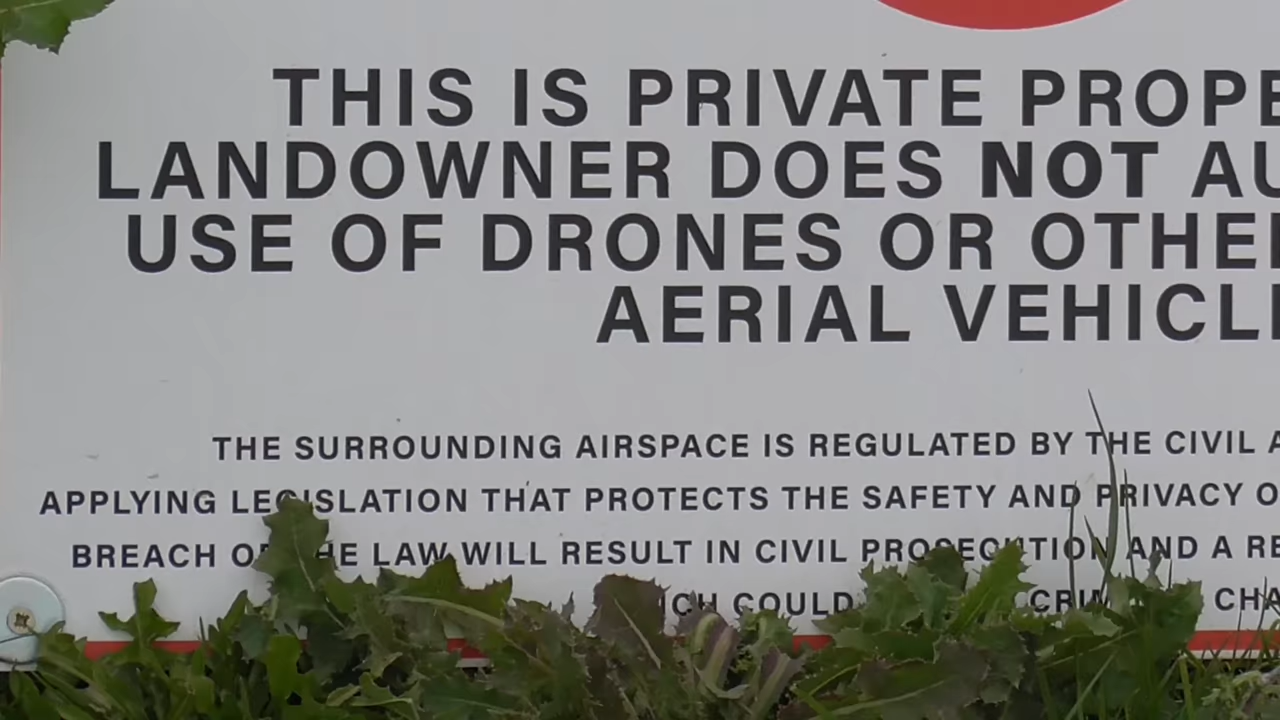 THIS IS PRIVATE PROPE
LANDOWNER DOES NOT AU
USE OF DRONES OR OTHE
AERIAL VEHICL
THE SURROUNDING AIRSPACE IS REGULATED BY THE CIVIL A
APPLYING LEGISLATION THAT PROTECTS THE SAFETY AND PRIVACY O
BREACH OF THE LAW WILL RESULT IN CIVIL PROSECUTION AND A RE
COULD CHA